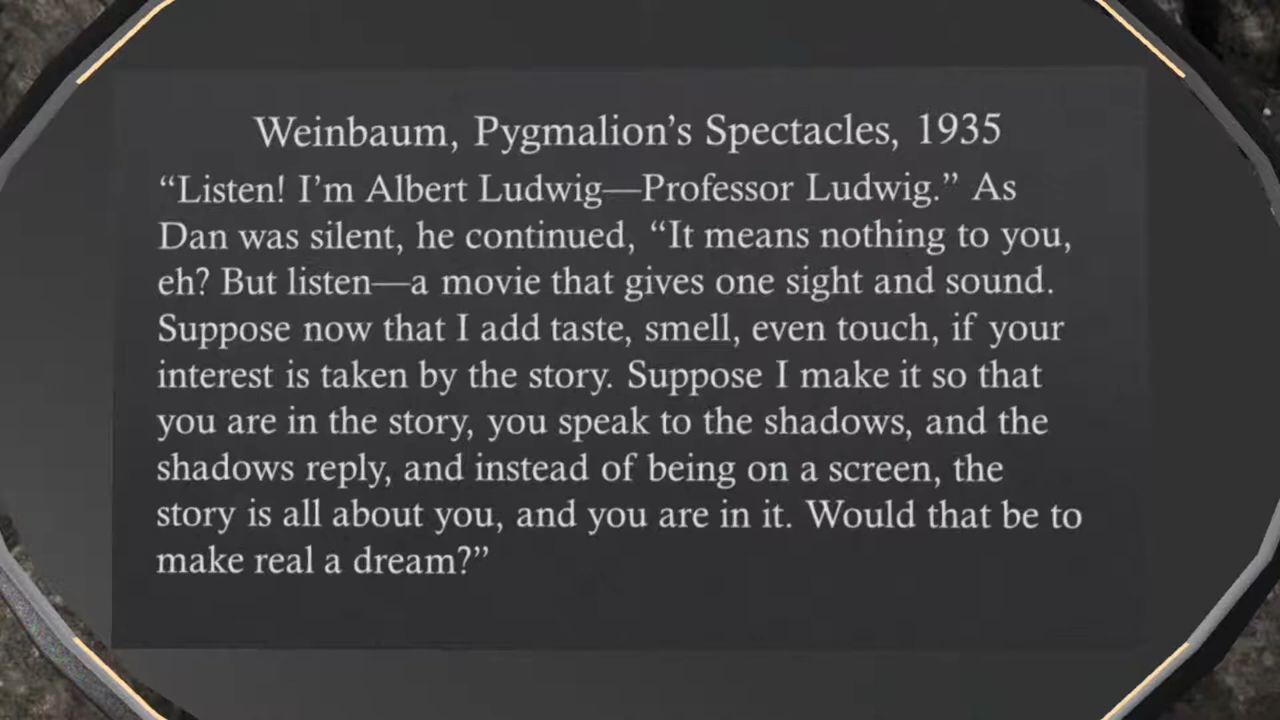 Weinbaum, Pygmalion’s Spectacles, 1935
“Listen! I’m Albert Ludwig—Professor Ludwig.” As
Dan was silent, he continued, “It means nothing to you,
eh? But listen—a movie that gives one sight and sound.
Suppose now that I add taste, smell, even touch, if your
interest is taken by the story. Suppose I make it so that
you are in the story, you speak to the shadows, and the
shadows reply, and instead of being on a screen, the
story is all about you, and you are in it. Would that be to
make real a dream?”